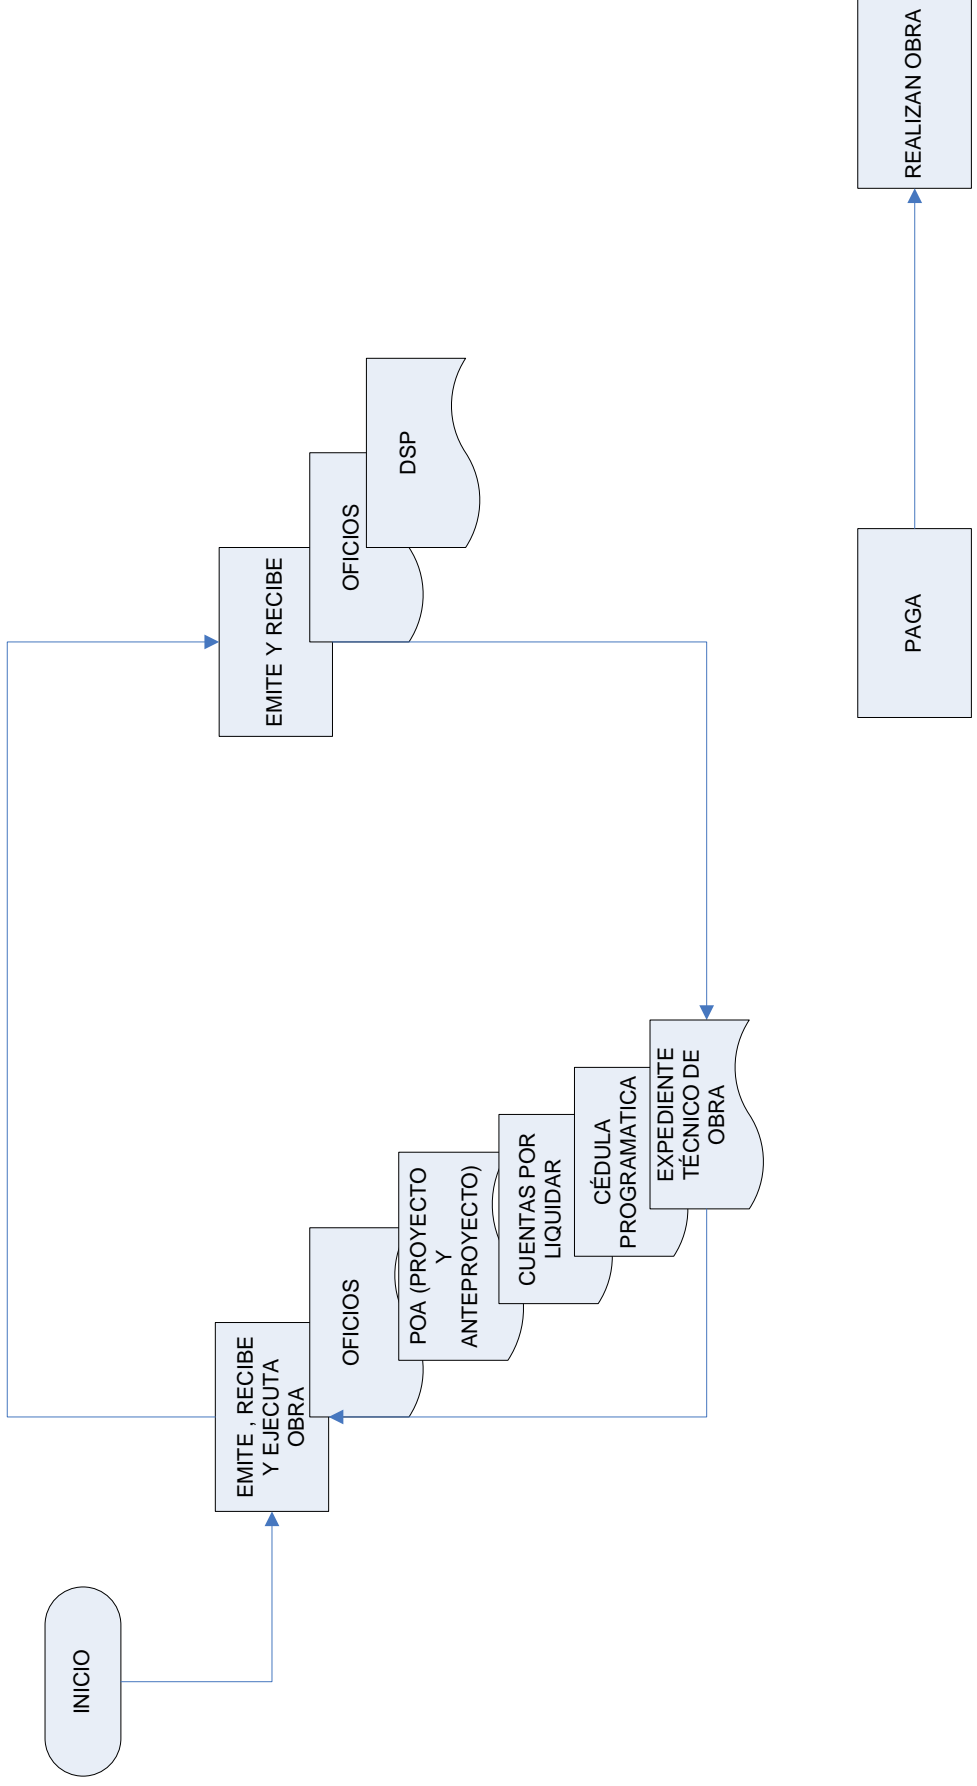 INICIO
EMITE , RECIBE
Y EJECUTA
OBRA
OFICIOS
POA (PROYECTO
Y
ANTEPROYECTO)
CUENTAS POR
LIQUIDAR
CÉDULA
PROGRAMATICA
EXPEDIENTE
TÉCNICO DE
OBRA
EMITE Y RECIBE
OFICIOS
DSP
PAGA
REALIZAN OBRA